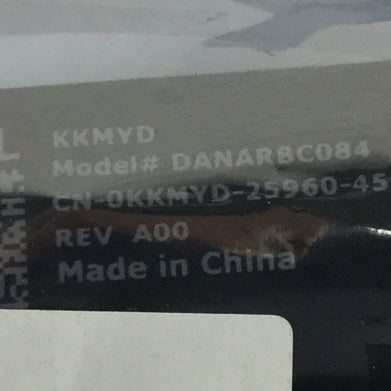 KKMYD
Model# DANARBC084
CN-0KKMYD-25960-45
REV A00
Made in China